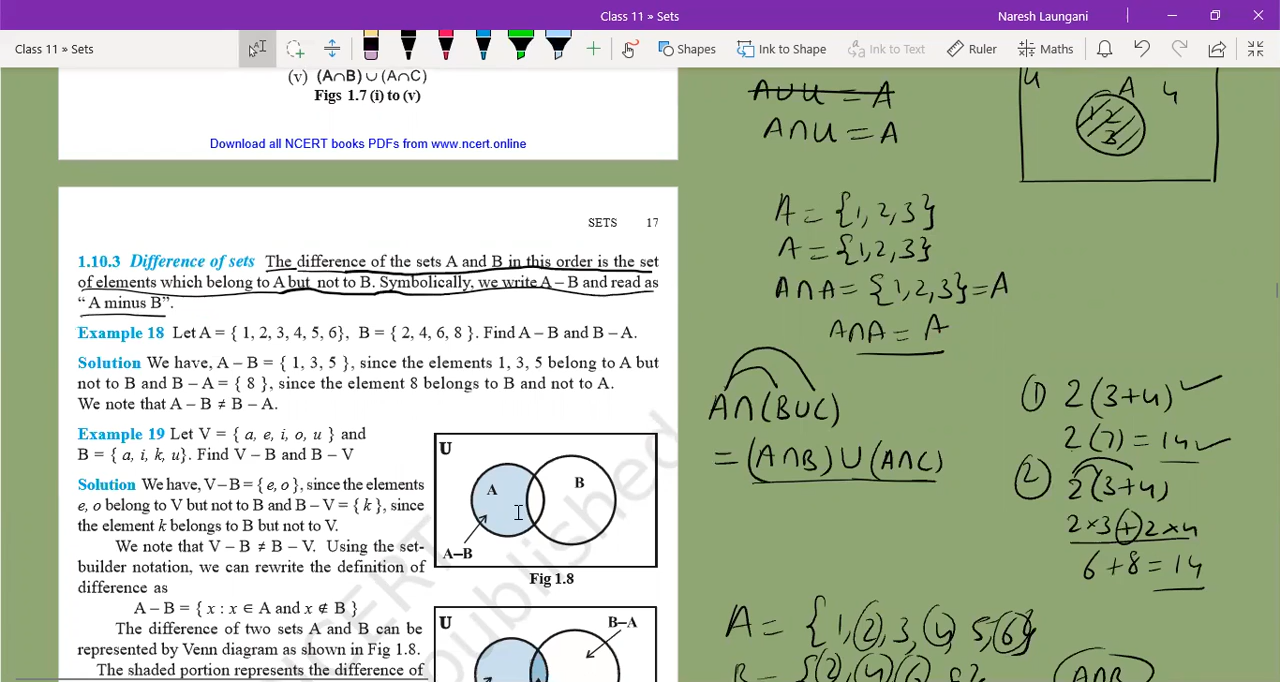 Class 11 » Sets
Naresh Laungani
Class 11 » Sets
Shapes
Ink to Shape
Ink to Text
Ruler
Maths
(v) (A∩B) ∪ (A∩C)
Figs 1.7 (i) to (v)
Download all NCERT books PDFs from www.ncert.online
SETS 17
1.10.3 Difference of sets The difference of the sets A and B in this order is the set
of elements which belong to A but not to B. Symbolically, we write A – B and read as
“ A minus B”.
Example 18 Let A = { 1, 2, 3, 4, 5, 6}, B = { 2, 4, 6, 8 }. Find A – B and B – A.
Solution We have, A – B = { 1, 3, 5 }, since the elements 1, 3, 5 belong to A but
not to B and B – A = { 8 }, since the element 8 belongs to B and not to A.
We note that A – B ≠ B – A.
Example 19 Let V = { a, e, i, o, u } and
B = { a, i, k, u}. Find V – B and B – V
Solution We have, V – B = { e, o }, since the elements
e, o belong to V but not to B and B – V = { k }, since
the element k belongs to B but not to V.
We note that V – B ≠ B – V. Using the set-
builder notation, we can rewrite the definition of
difference as
A – B = { x : x ∈ A and x ∉ B }
The difference of two sets A and B can be
represented by Venn diagram as shown in Fig 1.8.
The shaded portion represents the difference of
U
A
B
A–B
Fig 1.8
U
B–A
NCERT
published
A∪U = A
A∩U = A
U
A
4
1 2
3
A = {1,2,3}
A = {1,2,3}
A∩A = {1,2,3} = A
A∩A = A
A∩(B∪C)
= (A∩B) ∪ (A∩C)
① 2(3+4) ✓
2(7) = 14 ✓
② 2(3+4)
2×3+2×4
6+8 = 14
A = {1,2,3,4,5,6}
A∩B